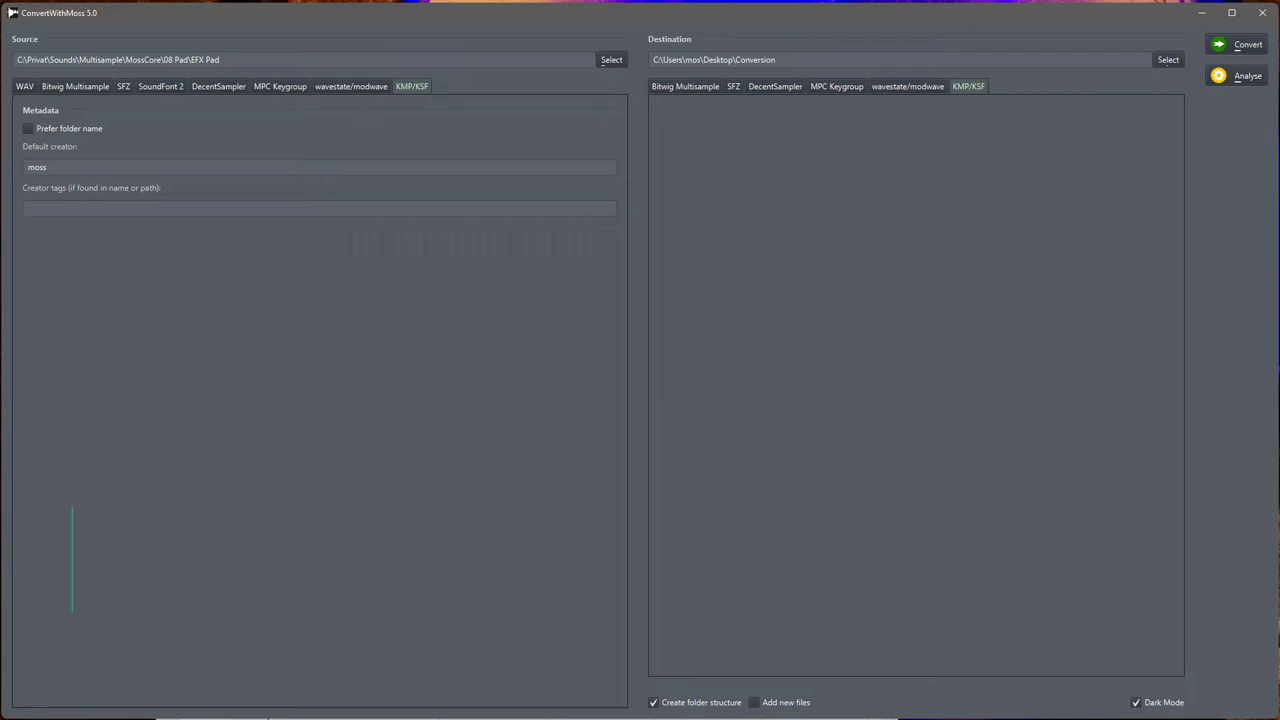 ConvertWithMoss 5.0
Source
C:\Privat\Sounds\Multisample\MossCore\08 Pad\EFX Pad
Select
WAV Bitwig Multisample SFZ SoundFont 2 DecentSampler MPC Keygroup wavestate/modwave KMP/KSF
Metadata
Prefer folder name
Default creator:
moss
Creator tags (if found in name or path):
Destination
C:\Users\mos\Desktop\Conversion
Select
Bitwig Multisample SFZ DecentSampler MPC Keygroup wavestate/modwave KMP/KSF
Create folder structure Add new files Dark Mode
Convert
Analyse